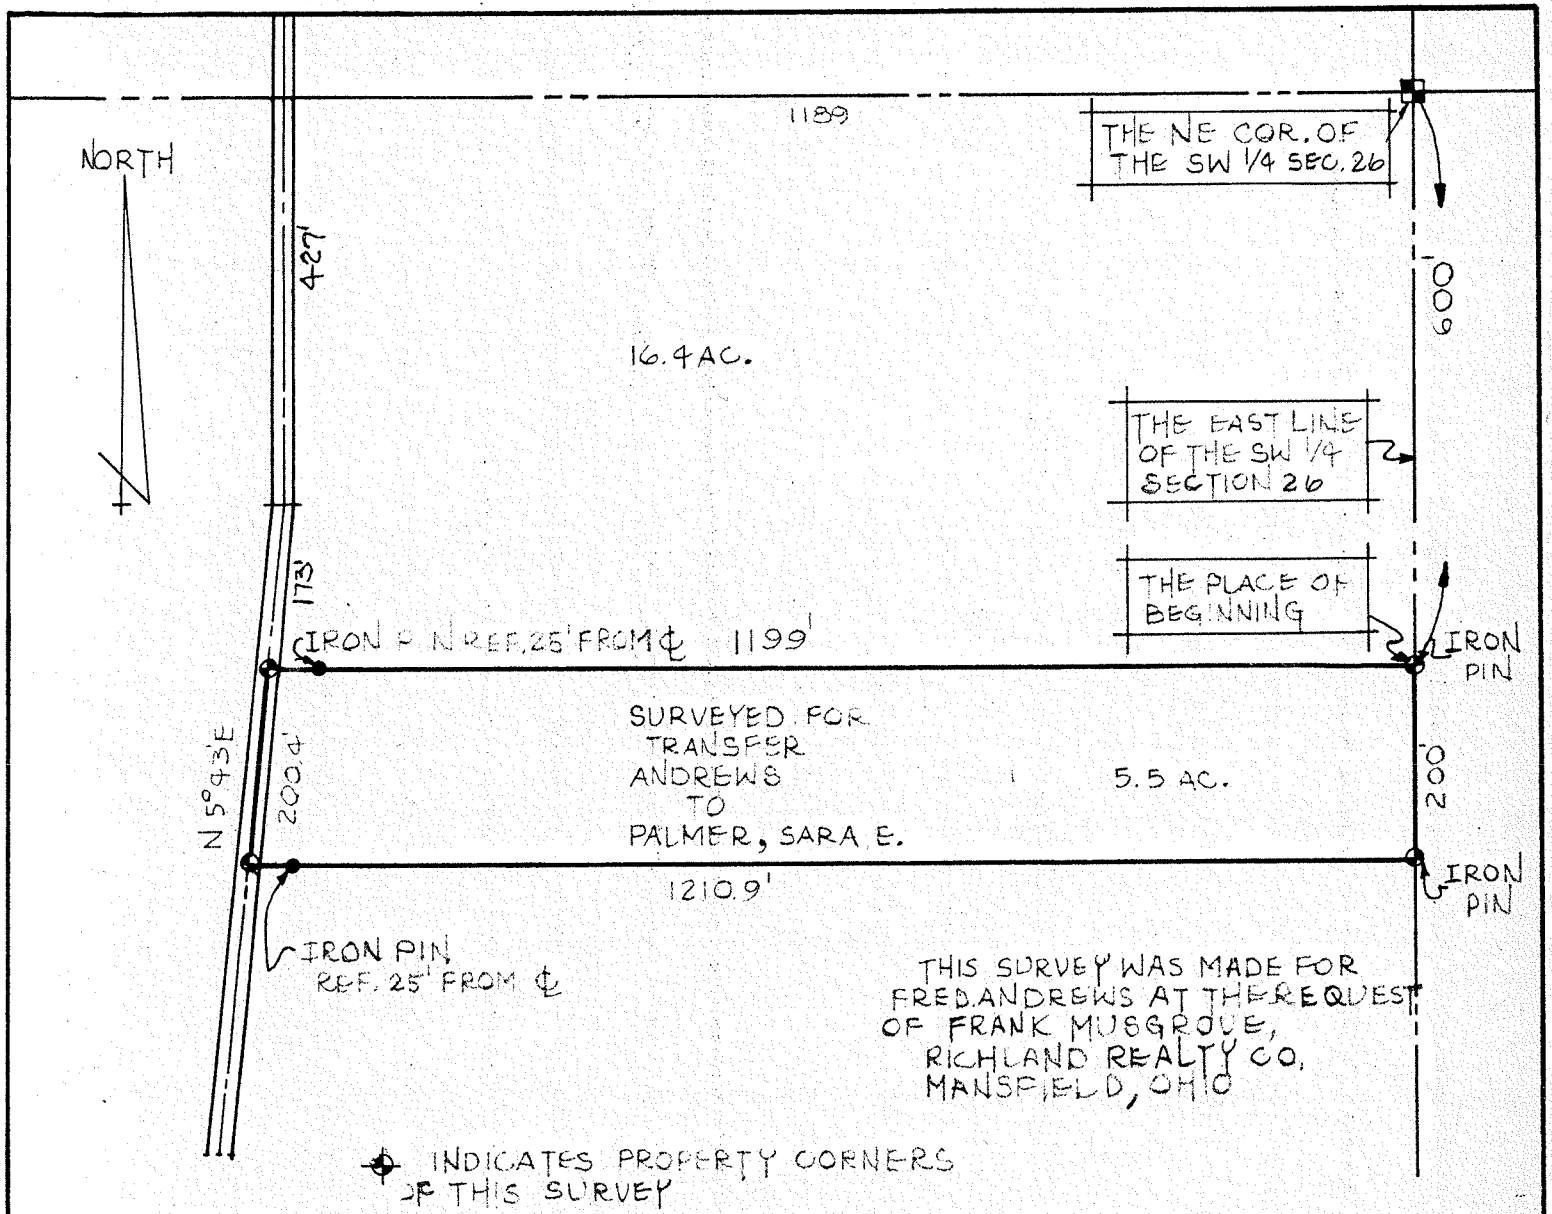 1189
THE NE COR. OF
THE SW 1/4 SEC. 26
NORTH
427'
600'
16.4 AC.
THE EAST LINE
OF THE SW 1/4
SECTION 26
173'
THE PLACE OF
BEGINNING
IRON P N REF. 25' FROM ℄ 1199'
IRON
PIN
N 5° 43' E
200.4'
SURVEYED FOR
TRANSFER
ANDREWS
TO
PALMER, SARA E.
5.5 AC.
200'
1210.9'
IRON
PIN
IRON PIN
REF. 25' FROM ℄
THIS SURVEY WAS MADE FOR
FRED ANDREWS AT THE REQUEST
OF FRANK MUSGROVE,
RICHLAND REALTY CO.
MANSFIELD, OHIO
INDICATES PROPERTY CORNERS
OF THIS SURVEY